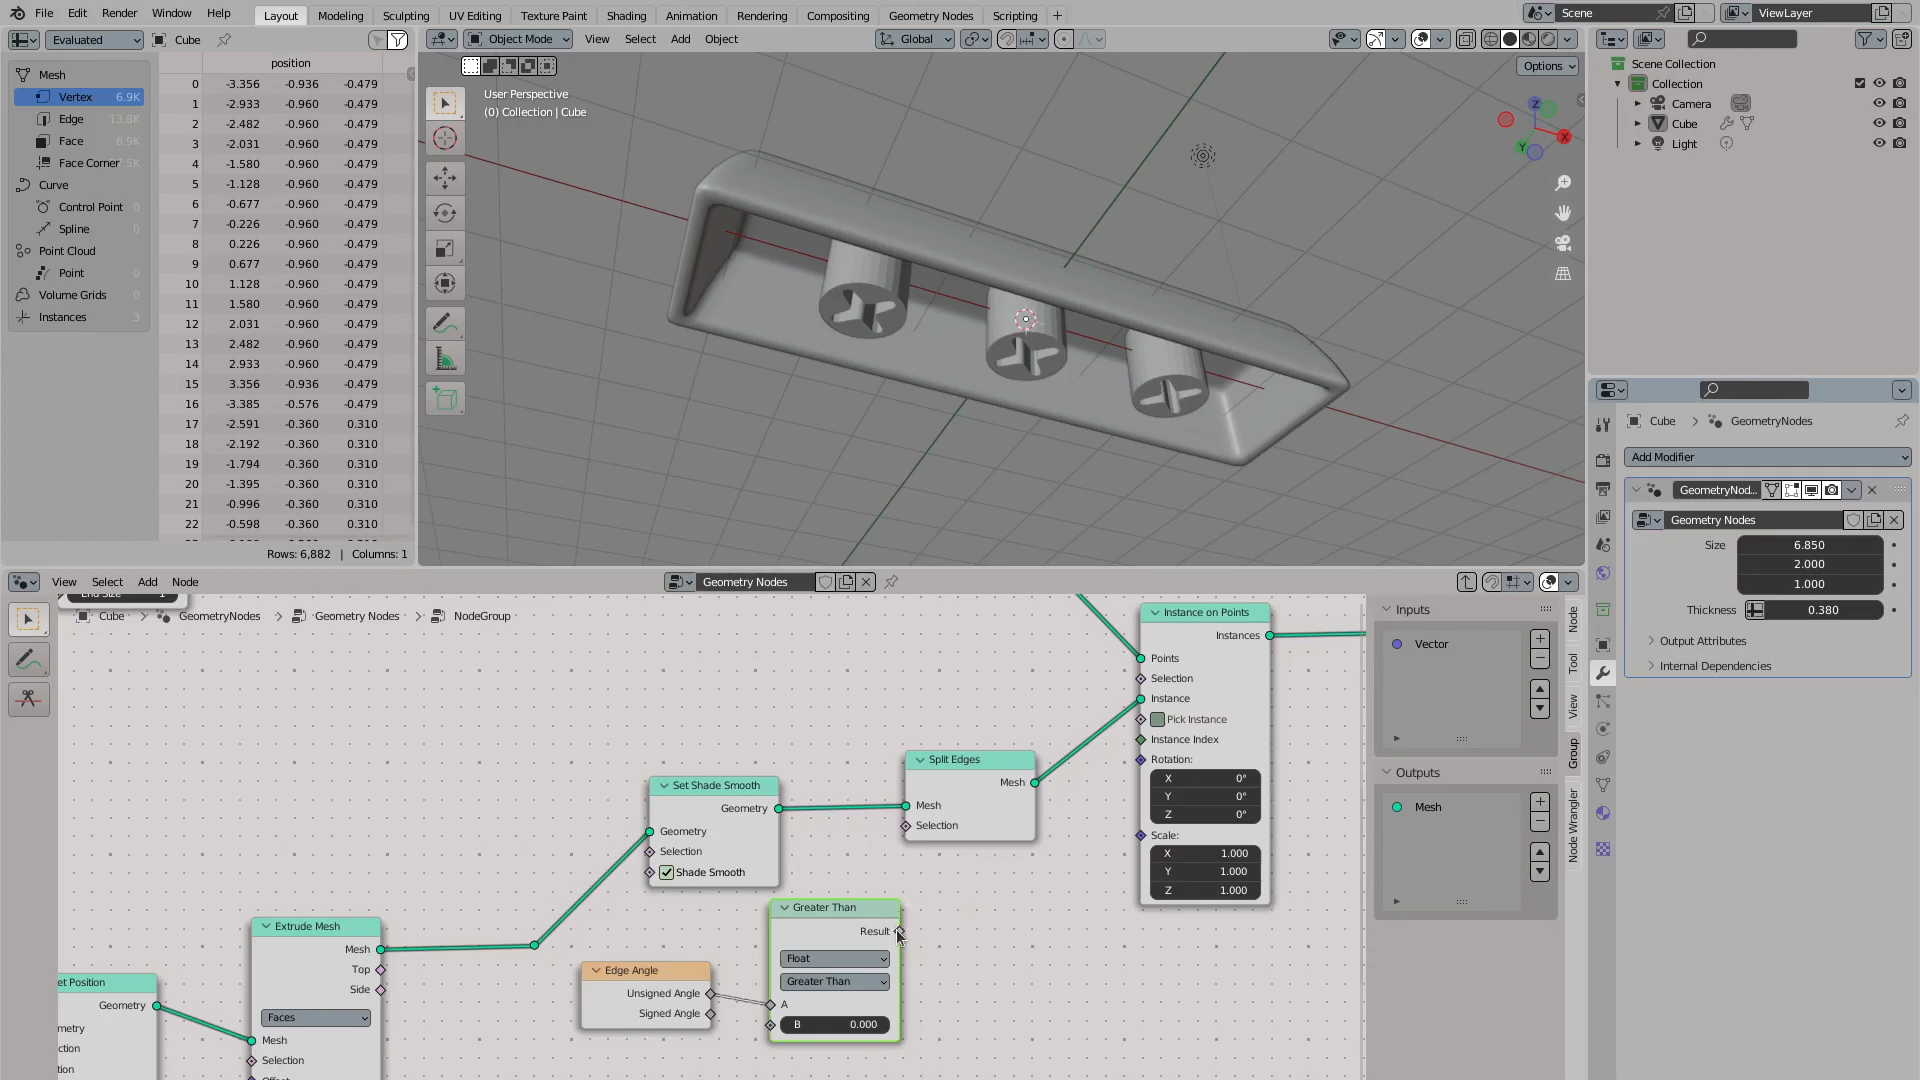 File Edit Render Window Help Layout Modeling Sculpting UV Editing Texture Paint Shading Animation Rendering Compositing Geometry Nodes Scripting + Scene ViewLayer
Evaluated Cube
Object Mode View Select Add Object Global
Options
Mesh
Vertex 6.9K
Edge 13.8K
Face 6.9K
Face Corner
Curve
Control Point 0
Spline 0
Point Cloud
Point 0
Volume Grids 0
Instances 3
position
0 -3.356 -0.936 -0.479
1 -2.933 -0.960 -0.479
2 -2.482 -0.960 -0.479
3 -2.031 -0.960 -0.479
4 -1.580 -0.960 -0.479
5 -1.128 -0.960 -0.479
6 -0.677 -0.960 -0.479
7 -0.226 -0.960 -0.479
8 0.226 -0.960 -0.479
9 0.677 -0.960 -0.479
10 1.128 -0.960 -0.479
11 1.580 -0.960 -0.479
12 2.031 -0.960 -0.479
13 2.482 -0.960 -0.479
14 2.933 -0.960 -0.479
15 3.356 -0.936 -0.479
16 -3.385 -0.576 -0.479
17 -2.591 -0.360 0.310
18 -2.192 -0.360 0.310
19 -1.794 -0.360 0.310
20 -1.395 -0.360 0.310
21 -0.996 -0.360 0.310
22 -0.598 -0.360 0.310
Rows: 6,882 | Columns: 1
User Perspective
(0) Collection | Cube
Z
X
Y
Scene Collection
Collection
Camera
Cube
Light
Cube > GeometryNodes
Add Modifier
GeometryNod...
Geometry Nodes
Size 6.850
2.000
1.000
Thickness 0.380
Output Attributes
Internal Dependencies
View Select Add Node Geometry Nodes
End Size 1
Cube > GeometryNodes > Geometry Nodes > NodeGroup
et Position
Geometry
metry
ction
tion
Extrude Mesh
Mesh
Top
Side
Faces
Mesh
Selection
Set Shade Smooth
Geometry
Geometry
Selection
Shade Smooth
Edge Angle
Unsigned Angle
Signed Angle
Greater Than
Result
Float
Greater Than
A
B 0.000
Split Edges
Mesh
Mesh
Selection
Instance on Points
Instances
Points
Selection
Instance
Pick Instance
Instance Index
Rotation:
X 0°
Y 0°
Z 0°
Scale:
X 1.000
Y 1.000
Z 1.000
Inputs
Vector
Outputs
Mesh
Node
Tool
View
Group
Node Wrangler